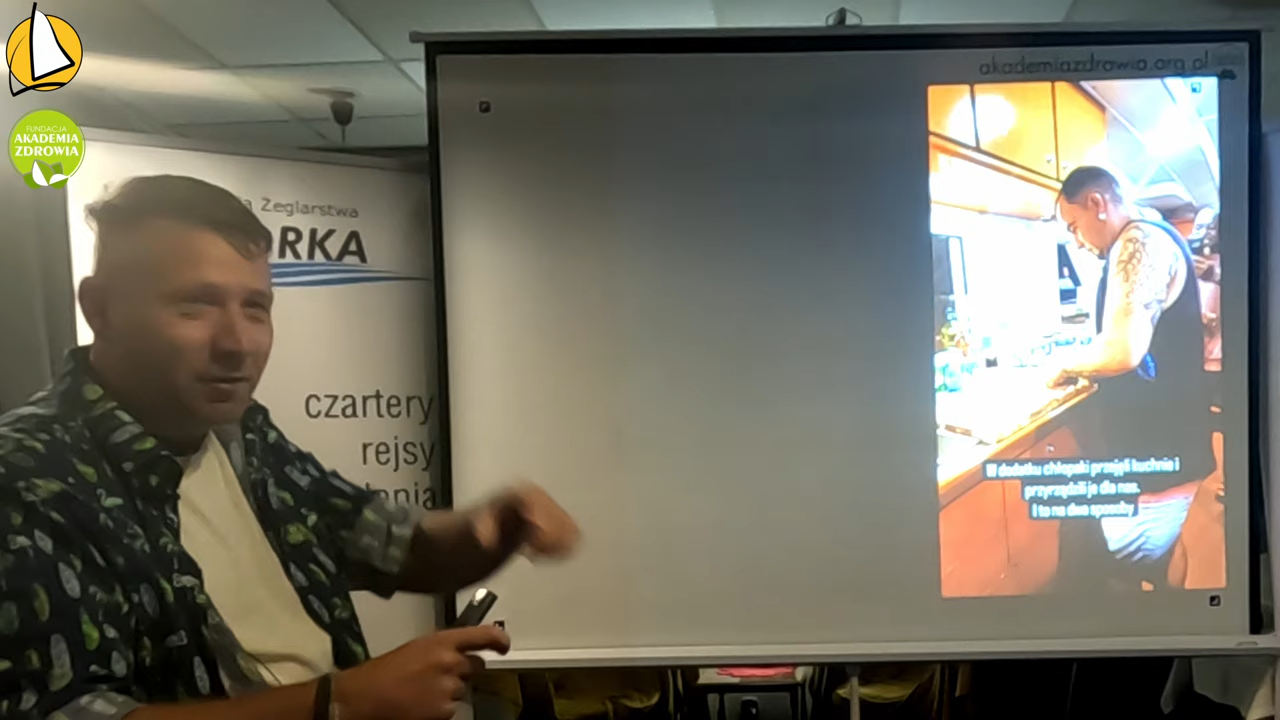 FUNDACJA
AKADEMIA
ZDROWIA
akademiazdrowia.org.pl
Żeglarstwa
ORKA
czartery
rejsy
W dodatku chłopaki przejęli kuchnię i
przyrządzili je dla nas.
I to na dwa sposoby